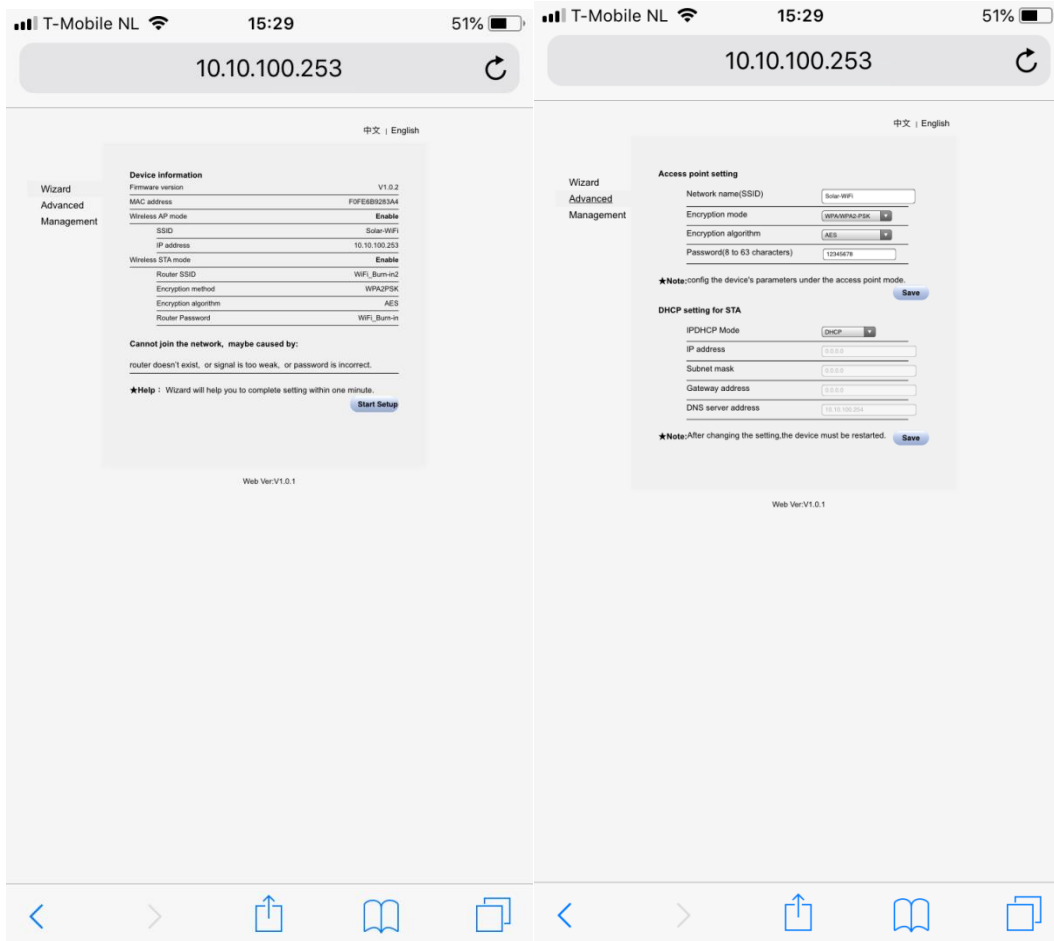 T-Mobile NL 15:29 51%
10.10.100.253
中文 | English
Wizard
Advanced
Management
Device information
Firmware version V1.0.2
MAC address F0FE6B9283A4
Wireless AP mode Enable
SSID Solar-WiFi
IP address 10.10.100.253
Wireless STA mode Enable
Router SSID WiFi_Burn-in2
Encryption method WPA2PSK
Encryption algorithm AES
Router Password WiFi_Burn-in
Cannot join the network, maybe caused by:
router doesn't exist, or signal is too weak, or password is incorrect.
★Help： Wizard will help you to complete setting within one minute.
Start Setup
Web Ver:V1.0.1
T-Mobile NL 15:29 51%
10.10.100.253
中文 | English
Wizard
Advanced
Management
Access point setting
Network name(SSID) Solar-WiFi
Encryption mode WPA/WPA2-PSK
Encryption algorithm AES
Password(8 to 63 characters) 12345678
★Note:config the device's parameters under the access point mode.
Save
DHCP setting for STA
IPDHCP Mode DHCP
IP address 0.0.0.0
Subnet mask 0.0.0.0
Gateway address 0.0.0.0
DNS server address 10.10.100.254
★Note:After changing the setting,the device must be restarted.
Save
Web Ver:V1.0.1